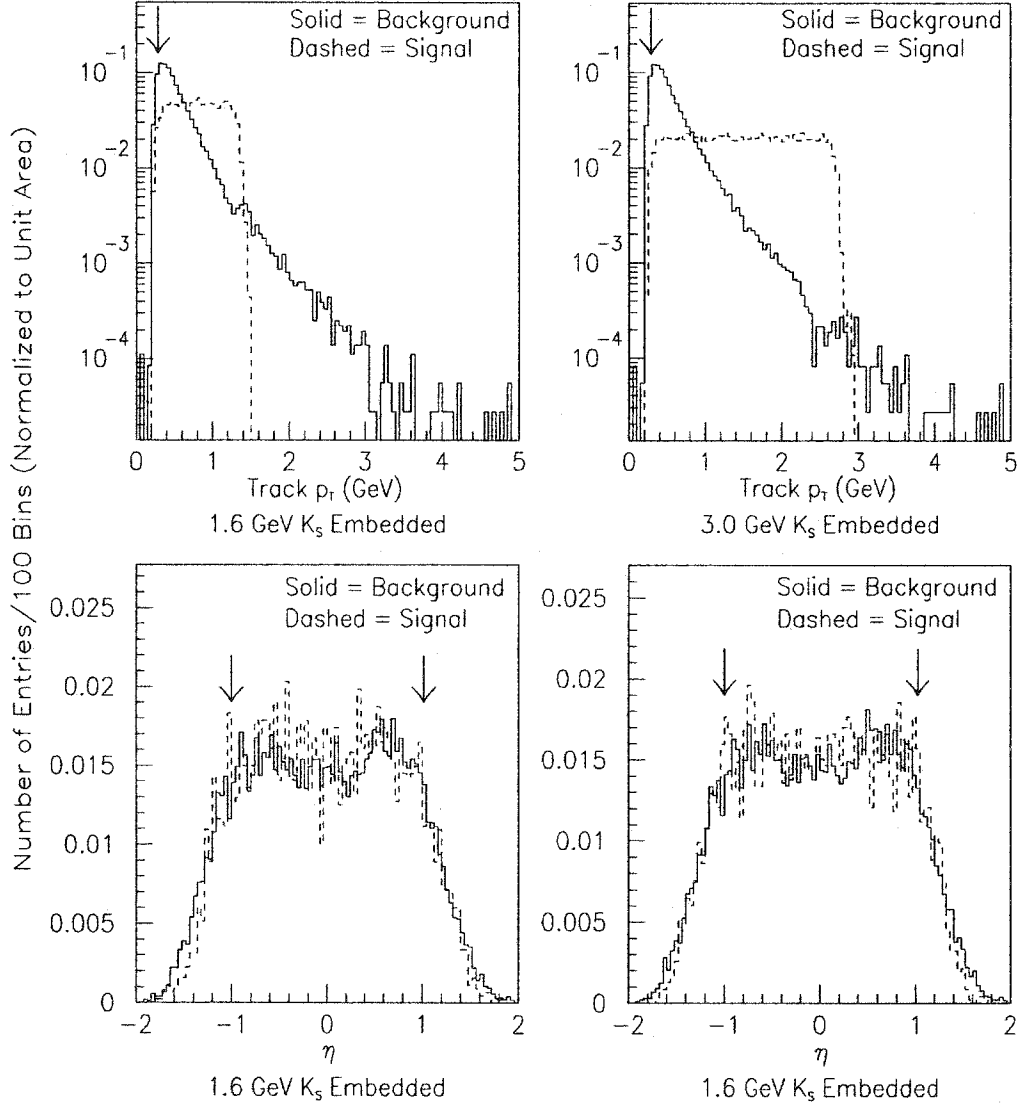 Number of Entries/100 Bins (Normalized to Unit Area)
Solid = Background
Dashed = Signal
10⁻¹
10⁻²
10⁻³
10⁻⁴
0 1 2 3 4 5
Track p_T (GeV)
1.6 GeV K_S Embedded
Solid = Background
Dashed = Signal
10⁻¹
10⁻²
10⁻³
10⁻⁴
0 1 2 3 4 5
Track p_T (GeV)
3.0 GeV K_S Embedded
Solid = Background
Dashed = Signal
0.025
0.02
0.015
0.01
0.005
0
−2 −1 0 1 2
η
1.6 GeV K_S Embedded
Solid = Background
Dashed = Signal
0.025
0.02
0.015
0.01
0.005
0
−2 −1 0 1 2
η
1.6 GeV K_S Embedded